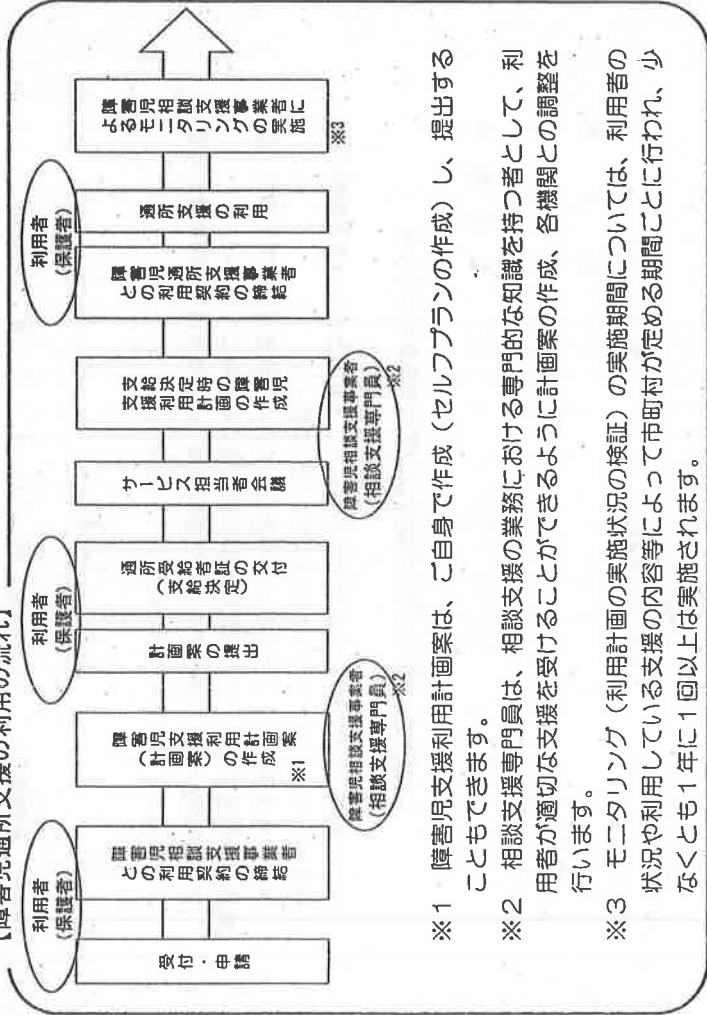 【障害児通所支援の利用の流れ】
利用者
(保護者)
受付・申請
障害児相談支援事業者
との利用契約の締結
障害児支援利用計画案
(計画案)の作成
※1
障害児相談支援事業者
(相談支援専門員)
※2
計画案の提出
利用者
(保護者)
通所受給者証の交付
(支給決定)
サービス担当者会議
支給決定時の障害児
支援利用計画の作成
障害児相談支援事業者
(相談支援専門員)
※2
障害児通所支援事業者
との利用契約の締結
利用者
(保護者)
通所支援の利用
障害児相談支援事業者に
よるモニタリングの実施
※3
※1 障害児支援利用計画案は、ご自身で作成(セルフプランの作成)し、提出する
こともできます。
※2 相談支援専門員は、相談支援の業務における専門的な知識を持つ者として、利
用者が適切な支援を受けることができるように計画案の作成、各機関との調整を
行います。
※3 モニタリング(利用計画の実施状況の検証)の実施期間については、利用者の
状況や利用している支援の内容等によって市町村が定める期間ごとに行われ、少
なくとも1年に1回以上は実施されます。